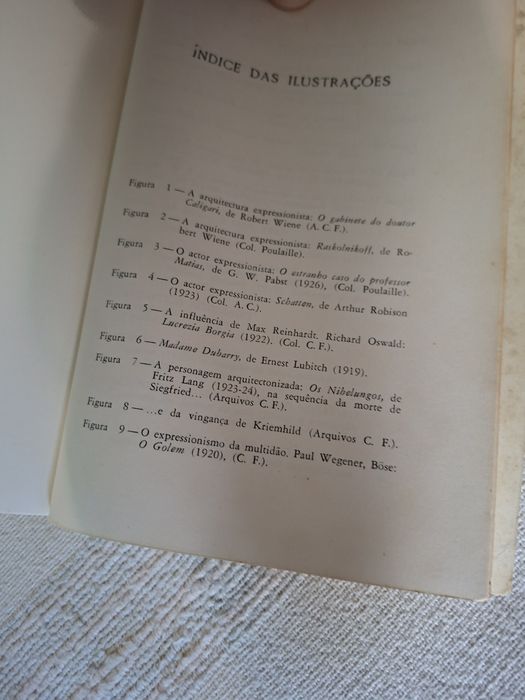 ÍNDICE DAS ILUSTRAÇÕES
Figura 1 — A arquitectura expressionista: O gabinete do doutor
Caligari, de Robert Wiene (A. C. F.).
Figura 2 — A arquitectura expressionista: Raskolnikoff, de Ro-
bert Wiene (Col. Poulaille).
Figura 3 — O actor expressionista: O estranho caso do professor
Matias, de G. W. Pabst (1926), (Col. Poulaille).
Figura 4 — O actor expressionista: Schatten, de Arthur Robison
(1923) (Col. A. C.).
Figura 5 — A influência de Max Reinhardt. Richard Oswald:
Lucrezia Borgia (1922). (Col. C. F.).
Figura 6 — Madame Dubarry, de Ernest Lubitch (1919).
Figura 7 — A personagem arquitectonizada: Os Nibelungos, de
Fritz Lang (1923-24), na sequência da morte de
Siegfried... (Arquivos C. F.).
Figura 8 — ...e da vingança de Kriemhild (Arquivos C. F.).
Figura 9 — O expressionismo da multidão. Paul Wegener, Böse:
O Golem (1920), (C. F.).